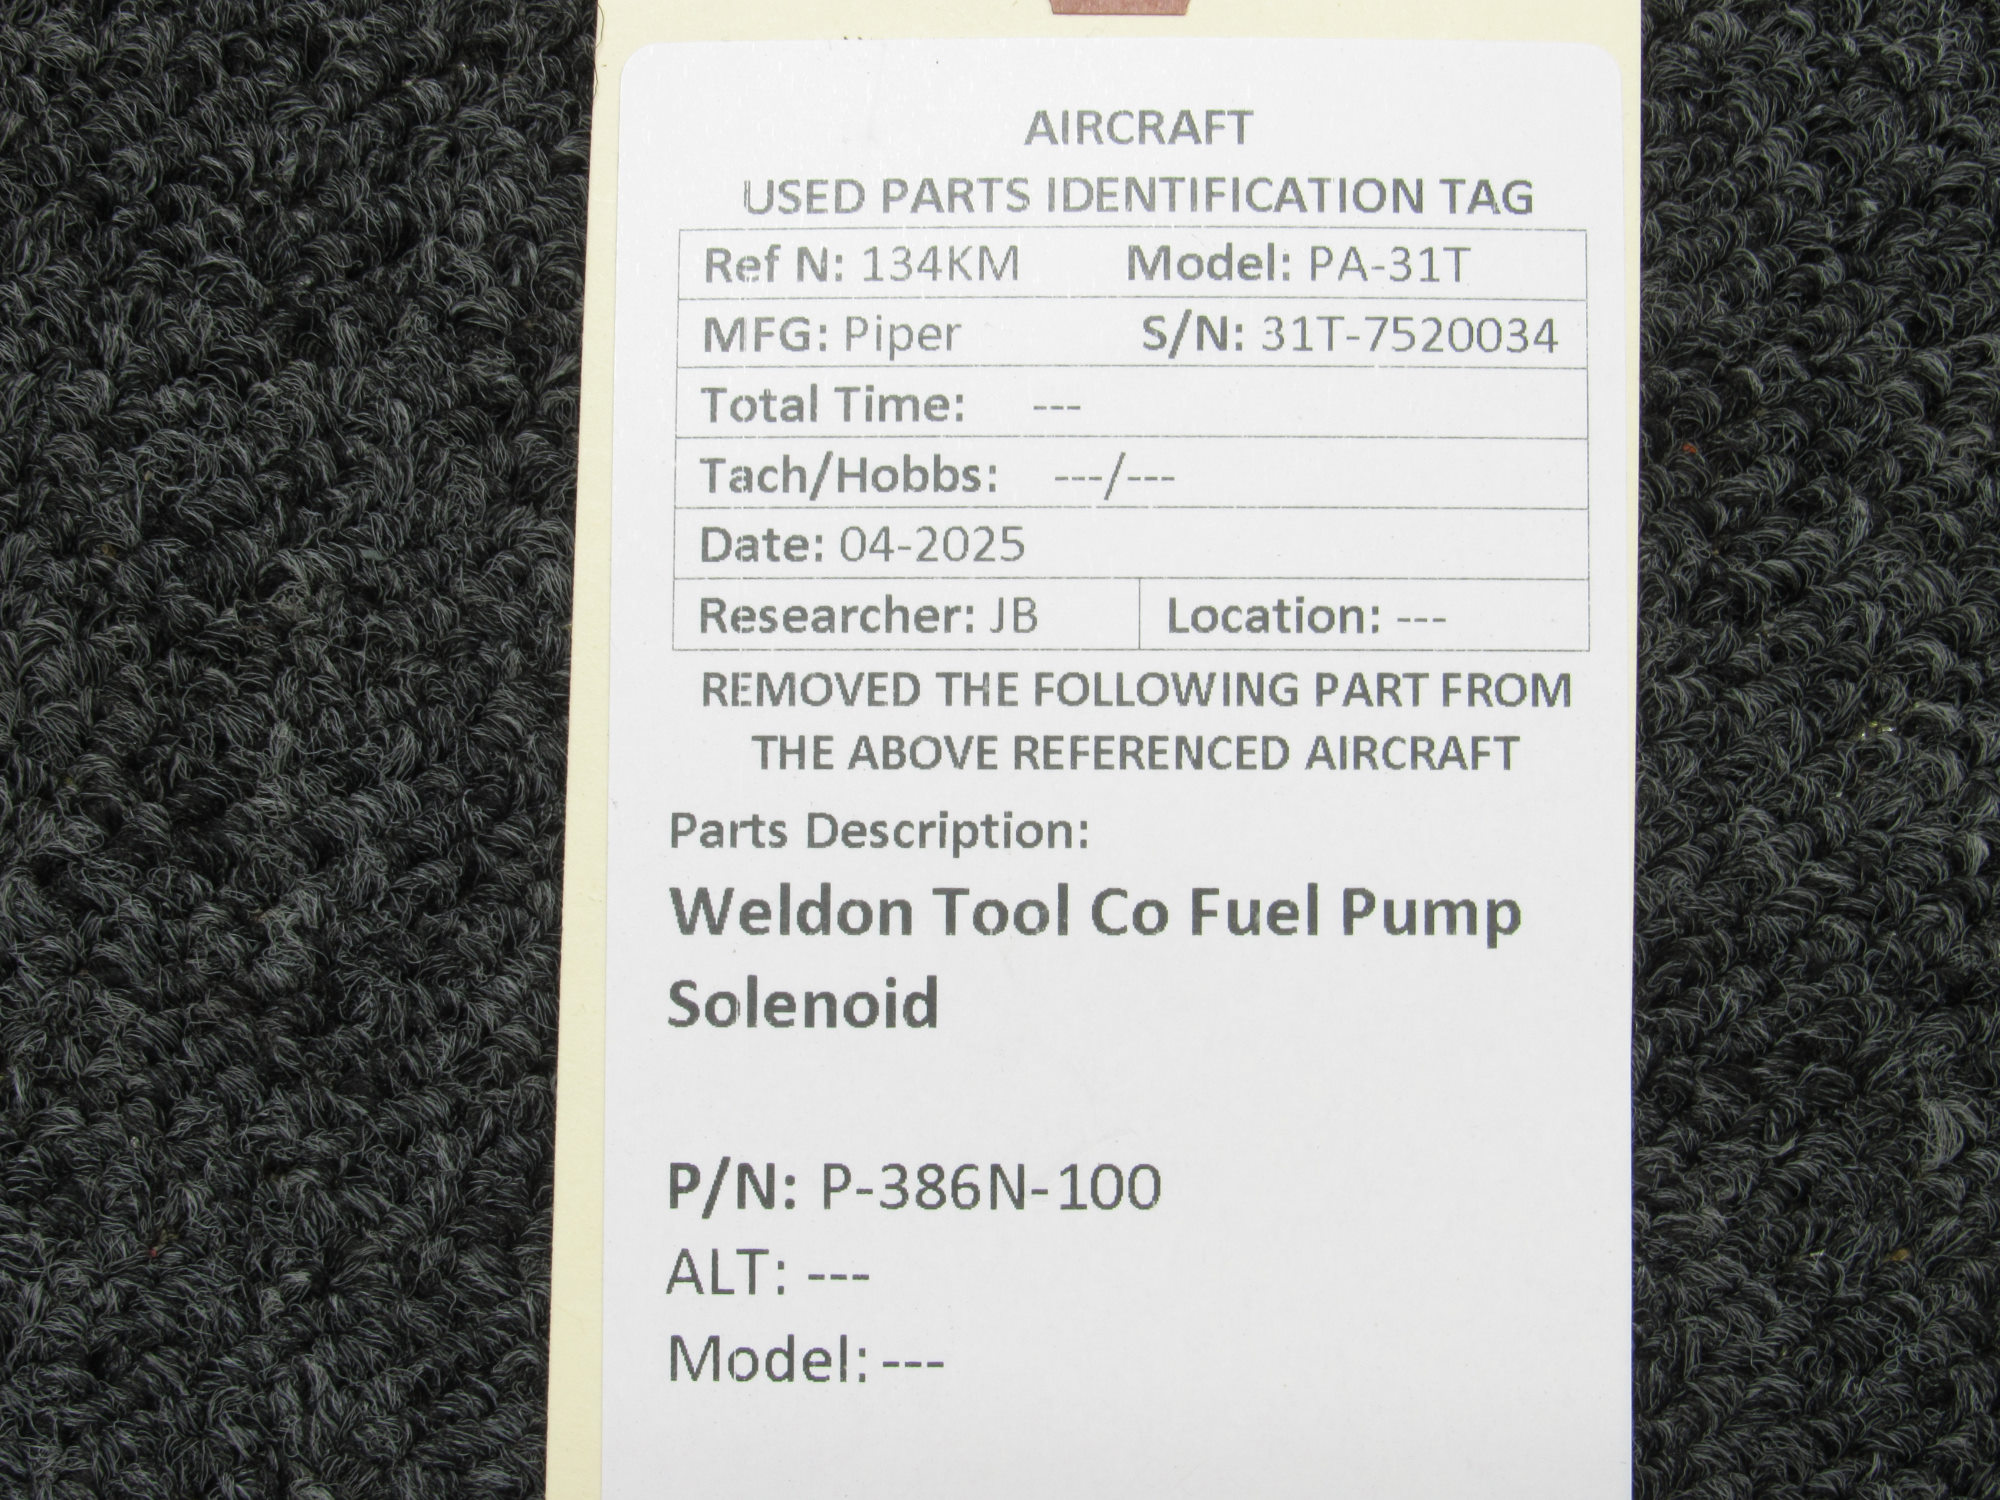 AIRCRAFT
USED PARTS IDENTIFICATION TAG
Ref N: 134KM Model: PA-31T
MFG: Piper S/N: 31T-7520034
Total Time: ---
Tach/Hobbs: ---/---
Date: 04-2025
Researcher: JB Location: ---
REMOVED THE FOLLOWING PART FROM
THE ABOVE REFERENCED AIRCRAFT
Parts Description:
Weldon Tool Co Fuel Pump
Solenoid
P/N: P-386N-100
ALT: ---
Model: ---